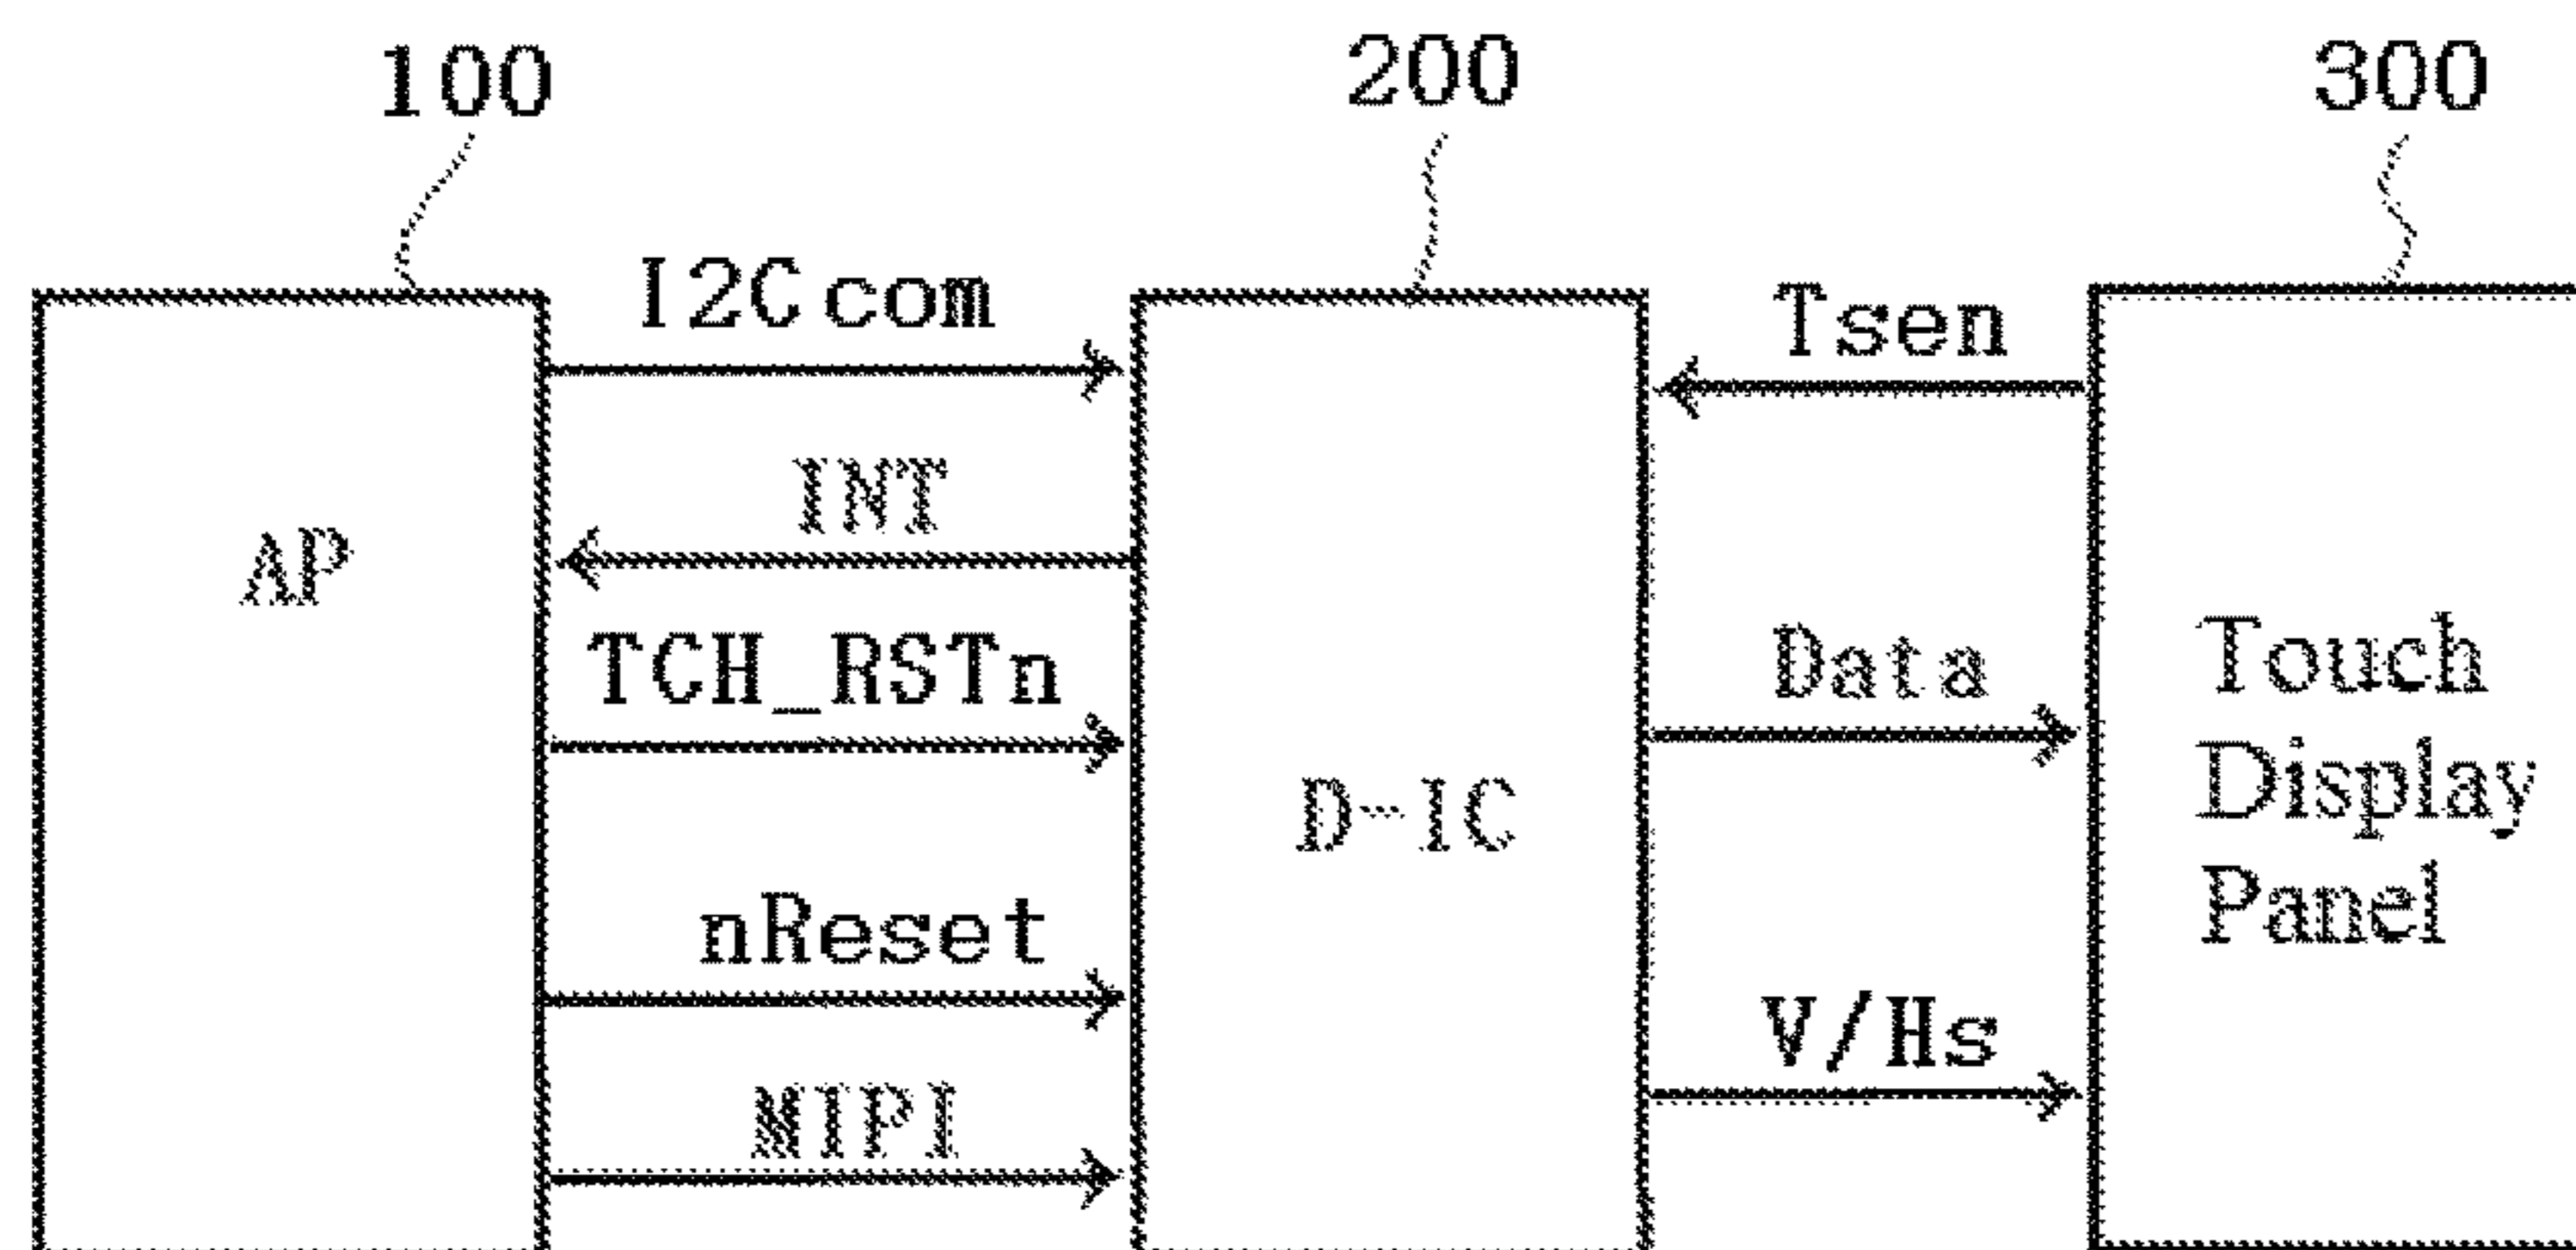 100
200
300
I2C com
Tsen
INT
AP
TCH_RSTn
Data
Touch
Display
Panel
D-IC
nReset
V/Hs
MIPI